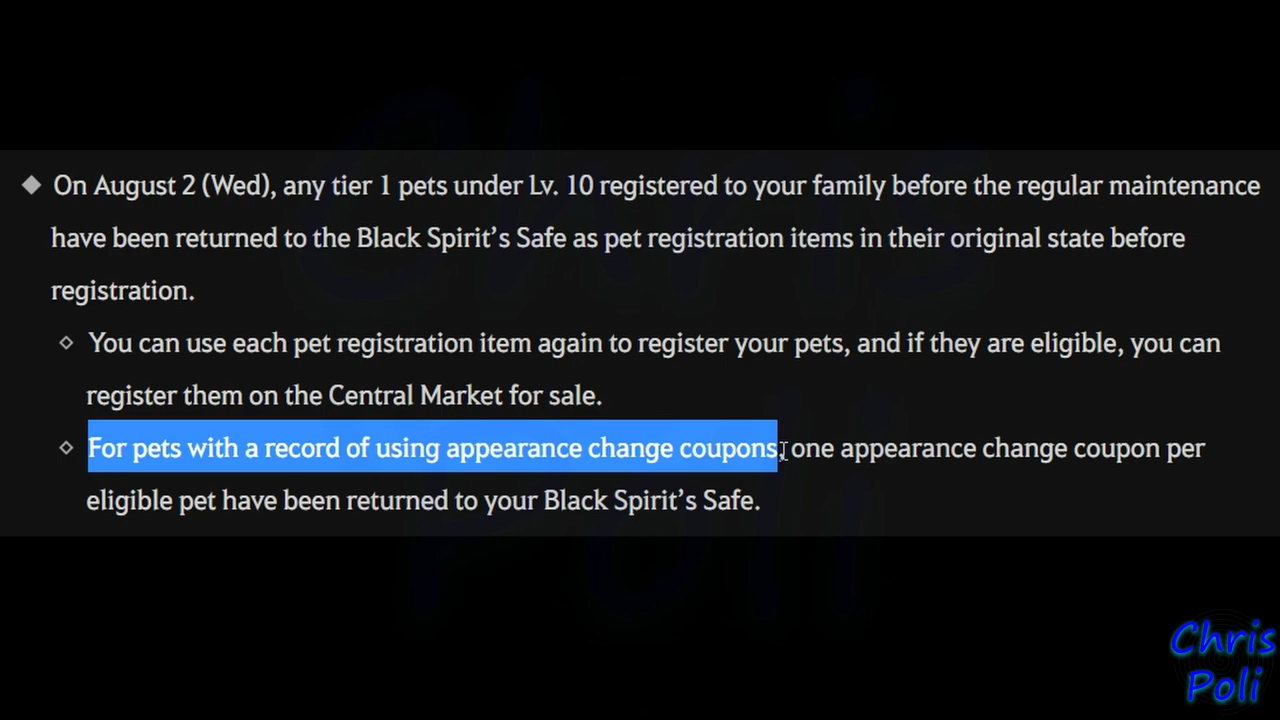 ◆ On August 2 (Wed), any tier 1 pets under Lv. 10 registered to your family before the regular maintenance
have been returned to the Black Spirit’s Safe as pet registration items in their original state before
registration.
◇ You can use each pet registration item again to register your pets, and if they are eligible, you can
register them on the Central Market for sale.
◇ For pets with a record of using appearance change coupons, one appearance change coupon per
eligible pet have been returned to your Black Spirit’s Safe.
Chris
Poli
Chris
Poli